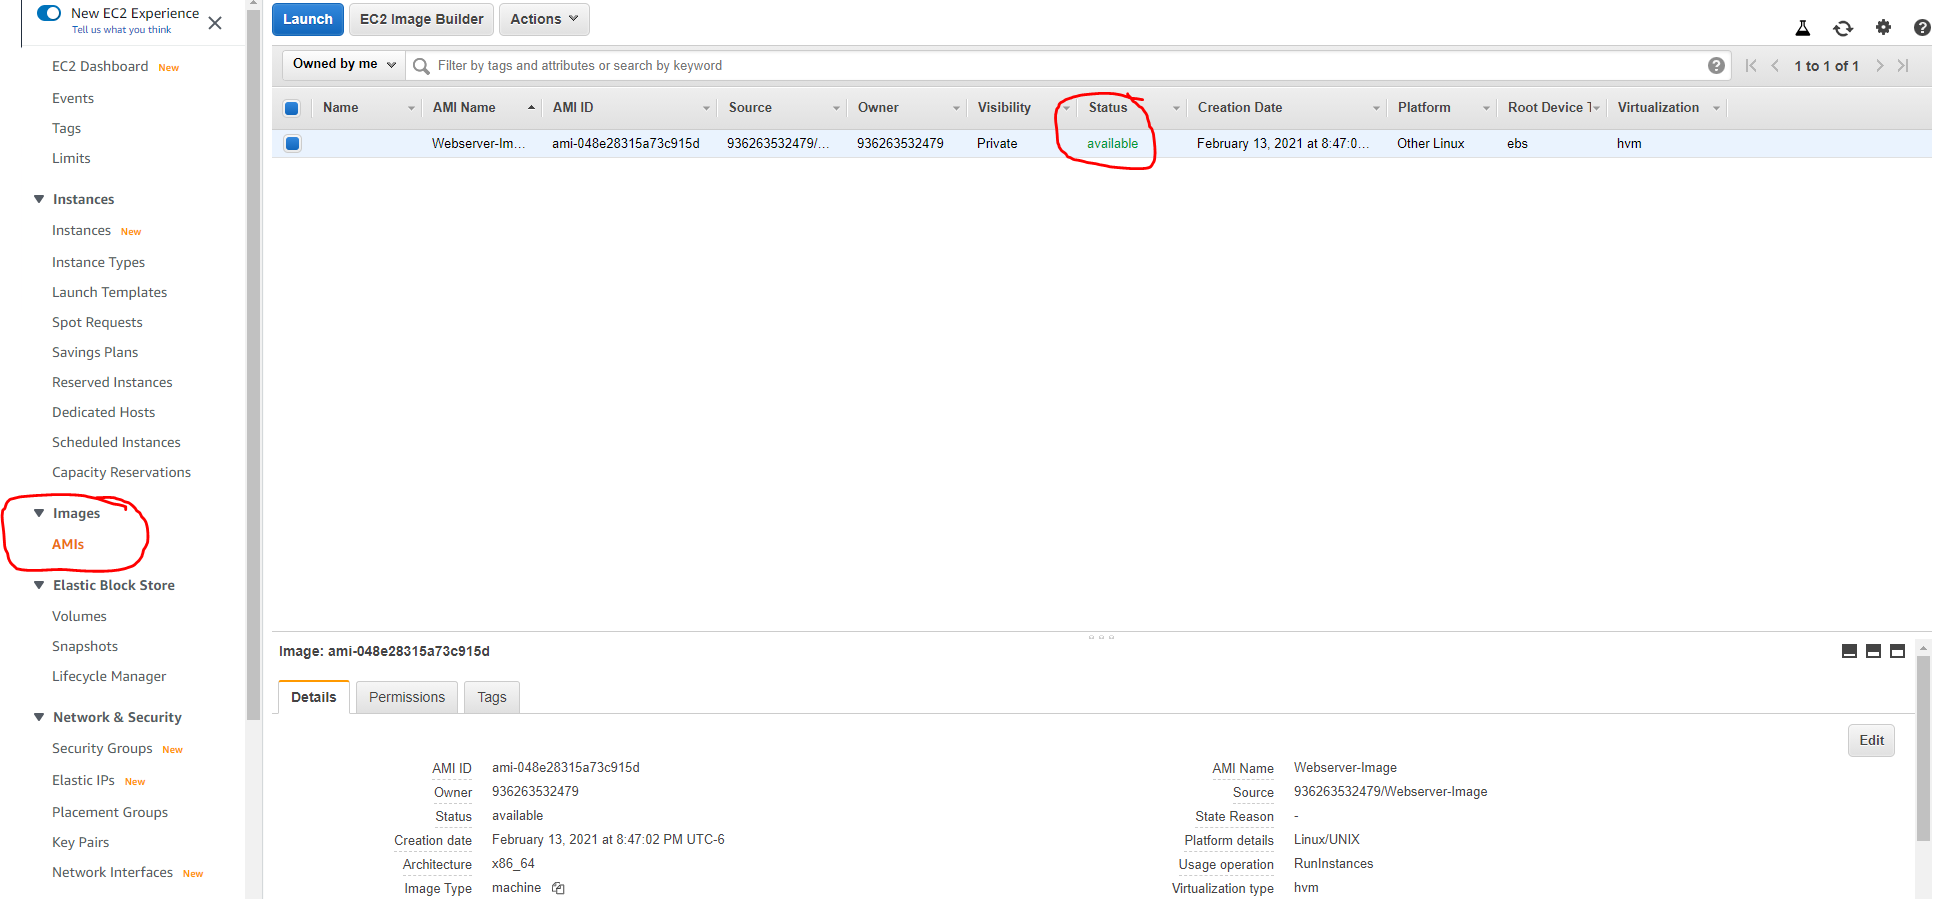 New EC2 Experience
Tell us what you think
EC2 Dashboard New
Events
Tags
Limits
Instances
Instances New
Instance Types
Launch Templates
Spot Requests
Savings Plans
Reserved Instances
Dedicated Hosts
Scheduled Instances
Capacity Reservations
Images
AMIs
Elastic Block Store
Volumes
Snapshots
Lifecycle Manager
Network & Security
Security Groups New
Elastic IPs New
Placement Groups
Key Pairs
Network Interfaces New
Launch EC2 Image Builder Actions
Owned by me Filter by tags and attributes or search by keyword 1 to 1 of 1
Name AMI Name AMI ID Source Owner Visibility Status Creation Date Platform Root Device T Virtualization
Webserver-Im... ami-048e28315a73c915d 936263532479/... 936263532479 Private available February 13, 2021 at 8:47:0... Other Linux ebs hvm
Image: ami-048e28315a73c915d
Details Permissions Tags
Edit
AMI ID ami-048e28315a73c915d AMI Name Webserver-Image
Owner 936263532479 Source 936263532479/Webserver-Image
Status available State Reason -
Creation date February 13, 2021 at 8:47:02 PM UTC-6 Platform details Linux/UNIX
Architecture x86_64 Usage operation RunInstances
Image Type machine Virtualization type hvm